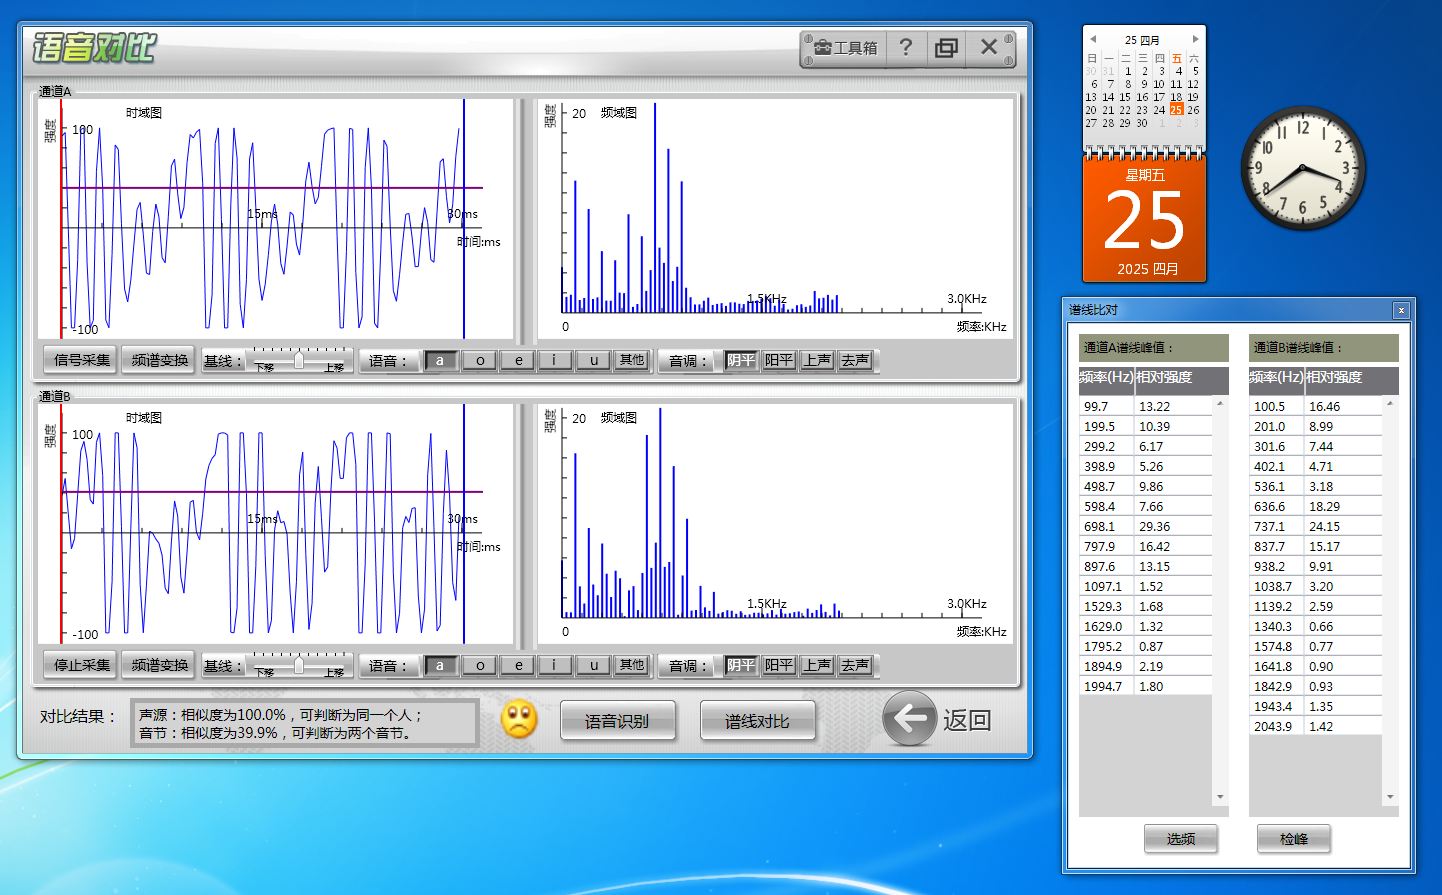 语音对比
工具箱
?
通道A
强度
100
时域图
15ms
30ms
时间:ms
-100
强度
20
频域图
1.5KHz
3.0KHz
0
频率:KHz
信号采集
频谱变换
基线：
下移
上移
语音：
a
o
e
i
u
其他
音调：
阴平
阳平
上声
去声
通道B
强度
100
时域图
15ms
30ms
时间:ms
-100
强度
20
频域图
1.5KHz
3.0KHz
0
频率:KHz
停止采集
频谱变换
基线：
下移
上移
语音：
a
o
e
i
u
其他
音调：
阴平
阳平
上声
去声
对比结果：
声源：相似度为100.0%，可判断为同一个人；
音节：相似度为39.9%，可判断为两个音节。
语音识别
谱线对比
返回
25 四月
日 一 二 三 四 五 六
30 31 1 2 3 4 5
6 7 8 9 10 11 12
13 14 15 16 17 18 19
20 21 22 23 24 25 26
27 28 29 30 1 2 3
星期五
25
2025 四月
12
1
2
3
4
5
6
7
8
9
10
11
谱线比对
x
通道A谱线峰值：
频率(Hz) 相对强度
99.7 13.22
199.5 10.39
299.2 6.17
398.9 5.26
498.7 9.86
598.4 7.66
698.1 29.36
797.9 16.42
897.6 13.15
1097.1 1.52
1529.3 1.68
1629.0 1.32
1795.2 0.87
1894.9 2.19
1994.7 1.80
通道B谱线峰值：
频率(Hz) 相对强度
100.5 16.46
201.0 8.99
301.6 7.44
402.1 4.71
536.1 3.18
636.6 18.29
737.1 24.15
837.7 15.17
938.2 9.91
1038.7 3.20
1139.2 2.59
1340.3 0.66
1574.8 0.77
1641.8 0.90
1842.9 0.93
1943.4 1.35
2043.9 1.42
选频
检峰